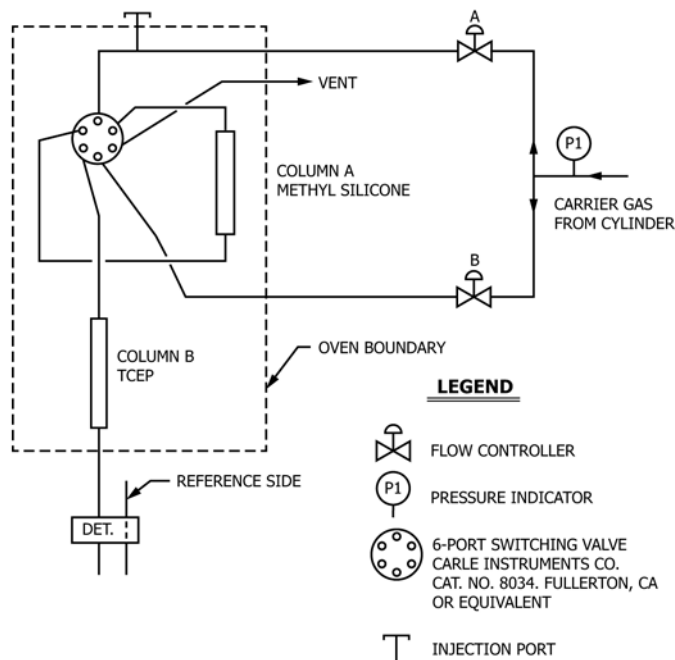 A
VENT
P1
COLUMN A
METHYL SILICONE
CARRIER GAS
FROM CYLINDER
B
OVEN BOUNDARY
COLUMN B
TCEP
LEGEND
FLOW CONTROLLER
REFERENCE SIDE
P1
PRESSURE INDICATOR
DET.
6-PORT SWITCHING VALVE
CARLE INSTRUMENTS CO.
CAT. NO. 8034. FULLERTON, CA
OR EQUIVALENT
INJECTION PORT